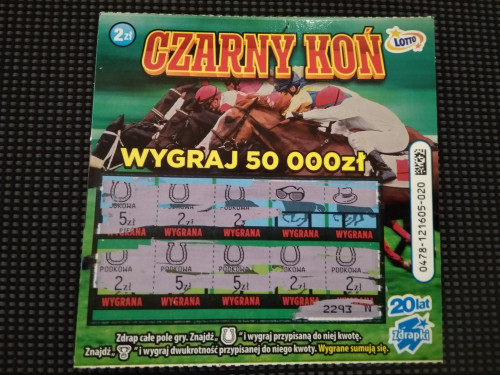 2zł
CZARNY KOŃ
LOTTO
WYGRAJ 50 000zł
5zł 2zł 2zł
WYGRANA WYGRANA WYGRANA WYGRANA
PODKOWA PODKOWA PODKOWA
2zł 5zł 5zł 2zł 2zł
WYGRANA WYGRANA WYGRANA WYGRANA
2293 N
0478-121605-020
Zdrap całe pole gry. Znajdź „ " i wygraj przypisaną do niej kwotę.
Znajdź „ " i wygraj dwukrotność przypisanej do niego kwoty. Wygrane sumują się.
20 lat
Zdrapki